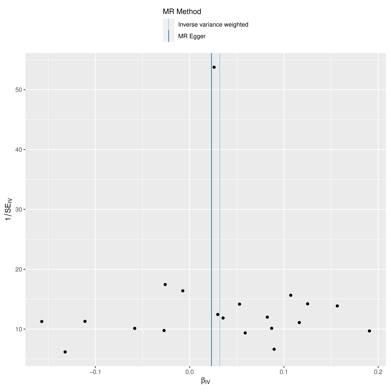 MR Method
Inverse variance weighted
MR Egger
50
40
30
20
10
1/SE_IV
-0.1
0.0
0.1
0.2
β_IV